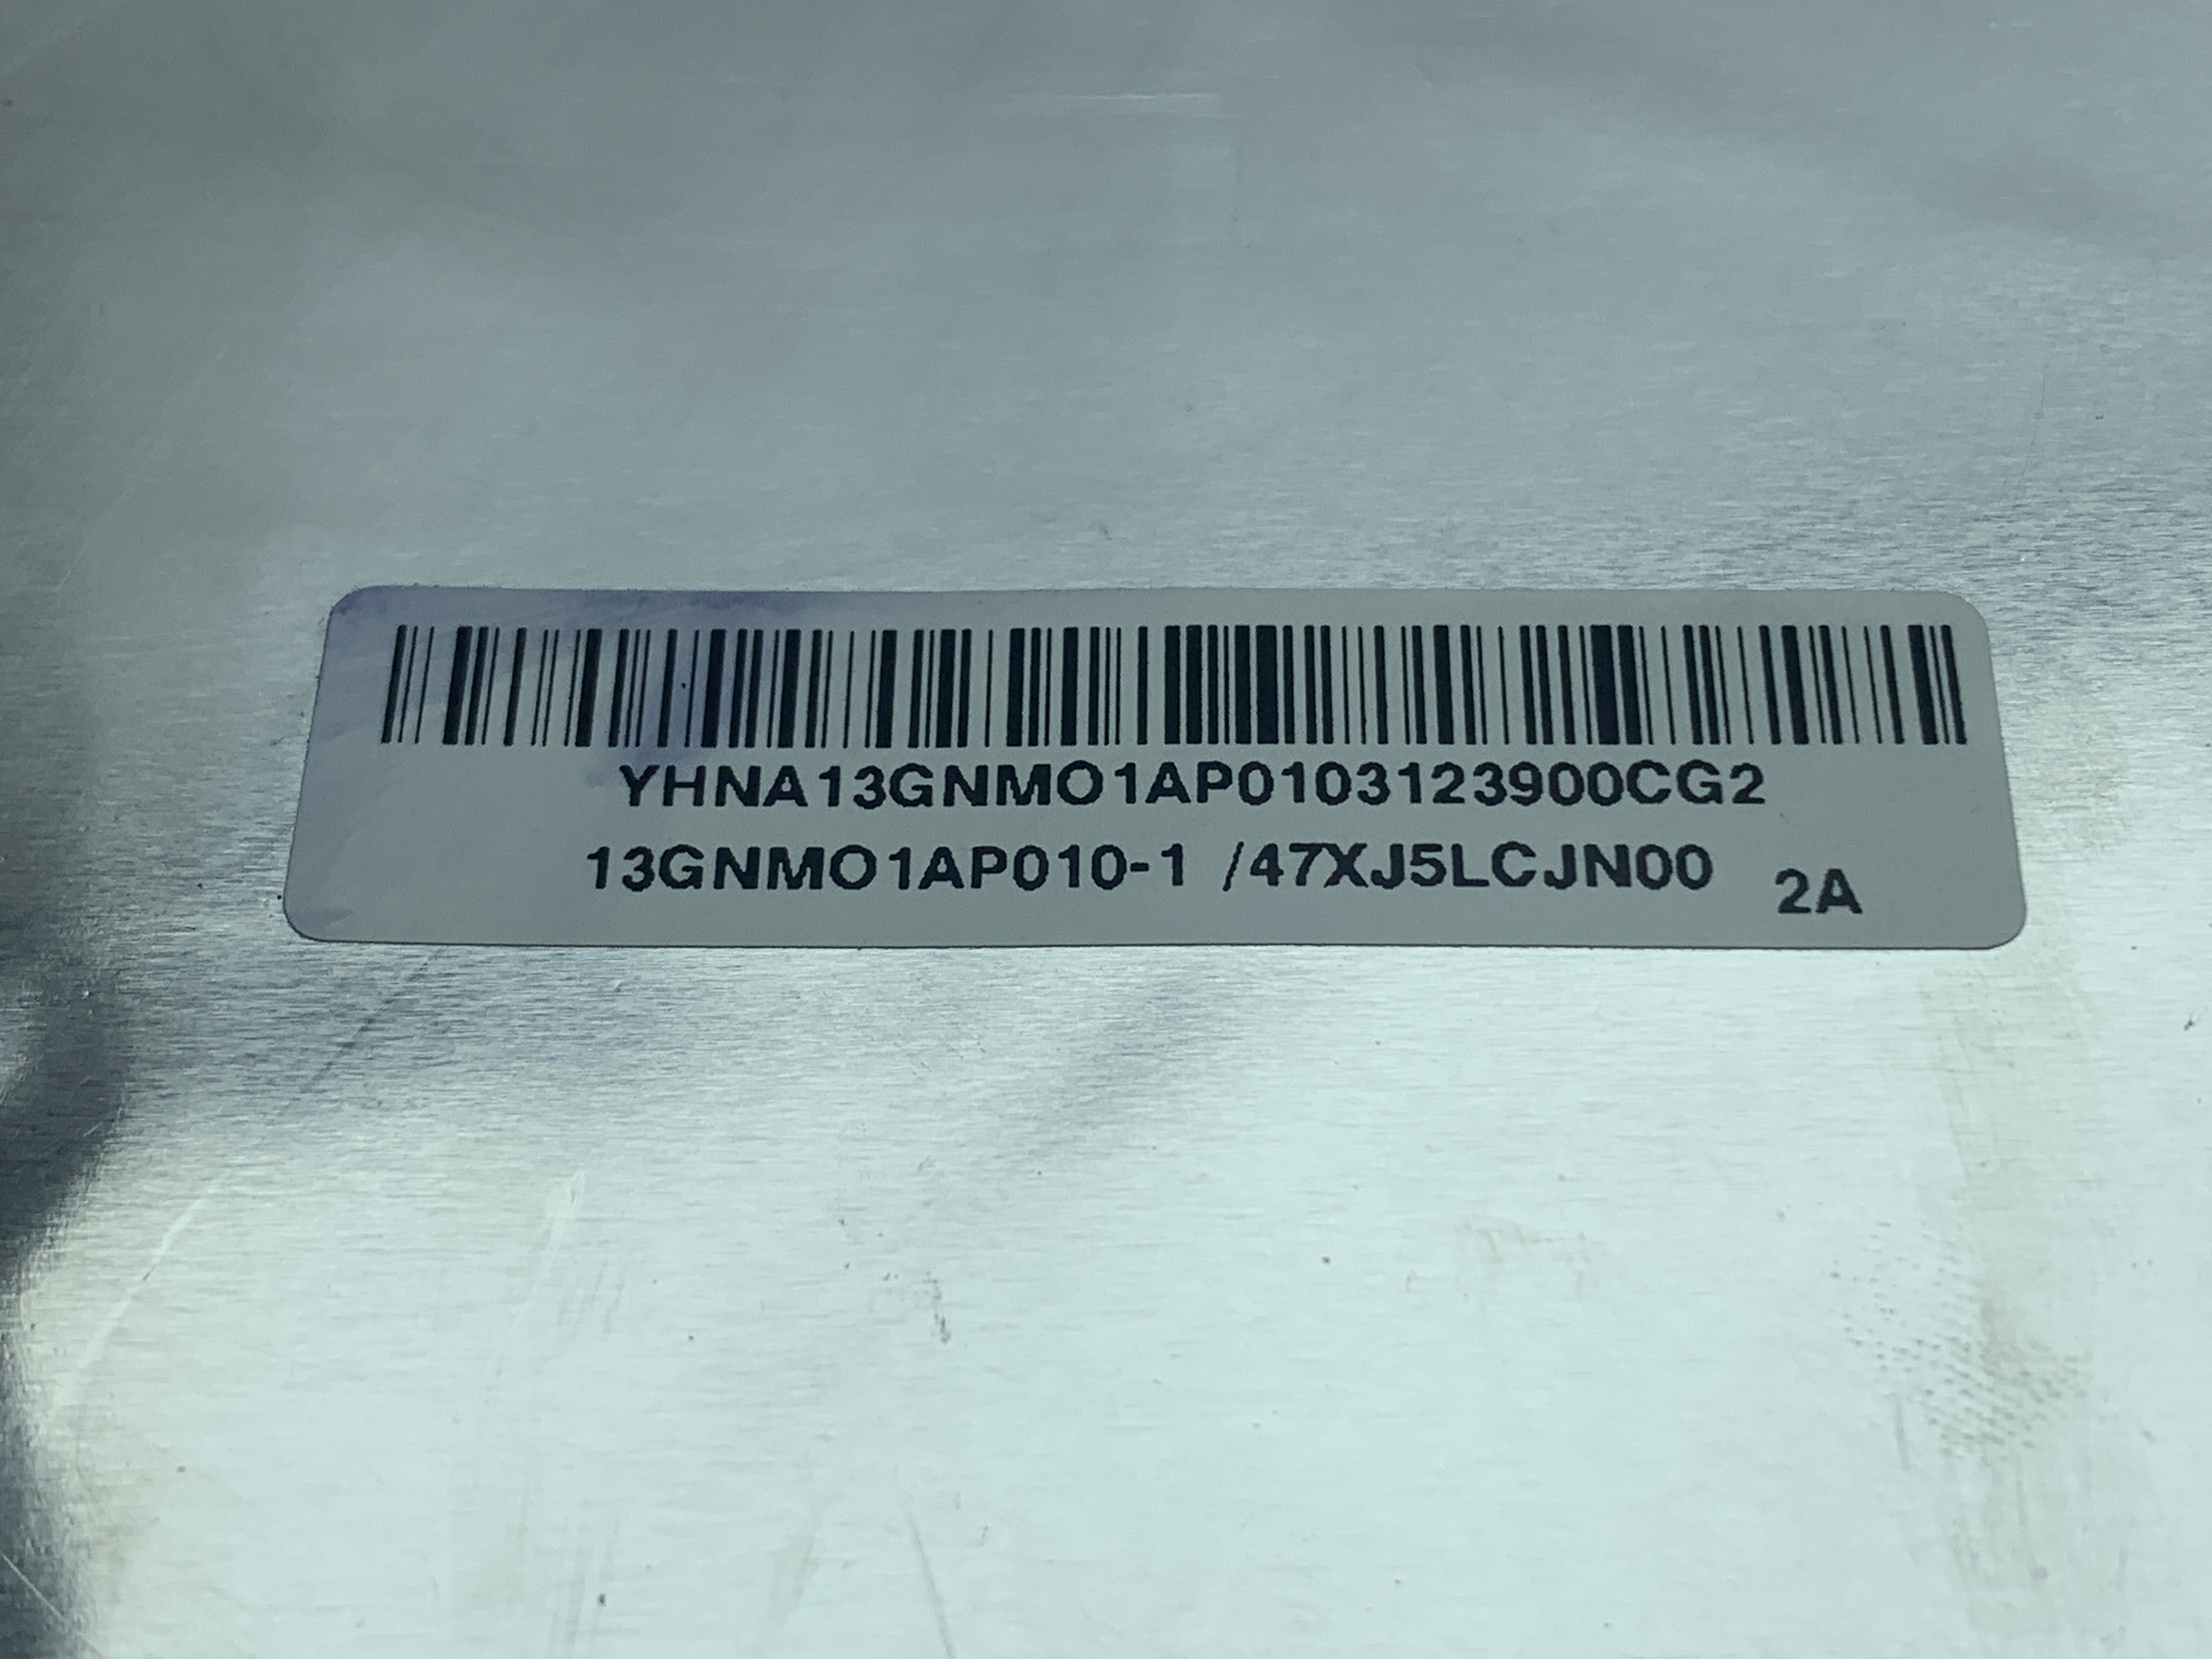 YHNA13GNMO1AP0103123900CG2
13GNMO1AP010-1 /47XJ5LCJN00 2A